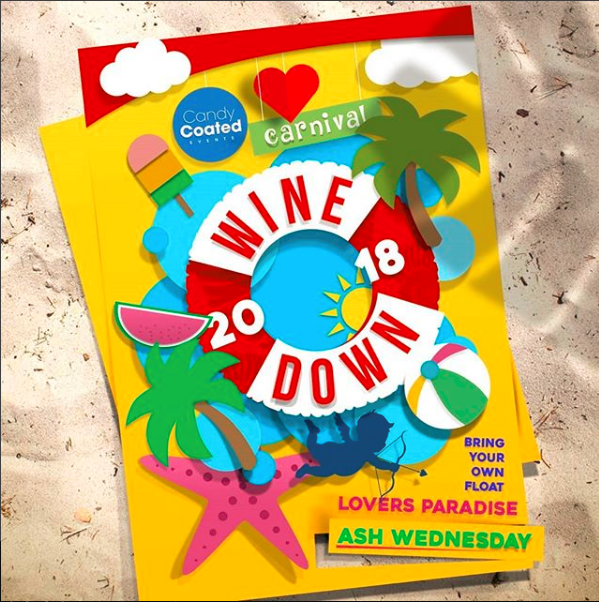 Candy
Coated
EVENTS
carnival
WINE
20 18
DOWN
BRING
YOUR
OWN
FLOAT
LOVERS PARADISE
ASH WEDNESDAY